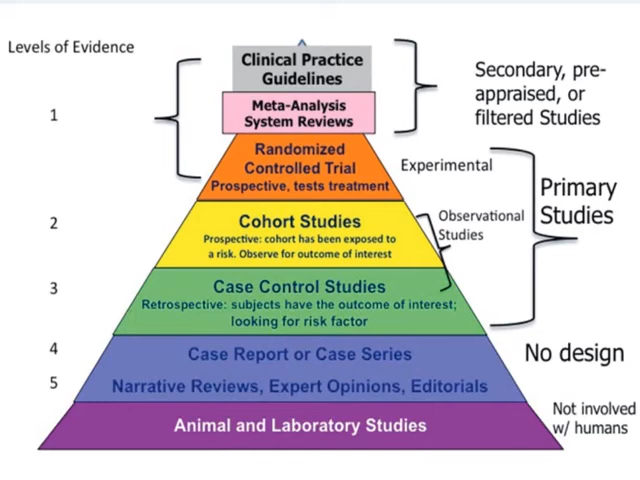 Levels of Evidence
Clinical Practice
Guidelines
Secondary, pre-
appraised, or
filtered Studies
1
Meta-Analysis
System Reviews
Randomized
Controlled Trial
Prospective, tests treatment
Experimental
Primary
Studies
2
Cohort Studies
Prospective: cohort has been exposed to
a risk. Observe for outcome of interest
Observational
Studies
3
Case Control Studies
Retrospective: subjects have the outcome of interest;
looking for risk factor
4
Case Report or Case Series
No design
5
Narrative Reviews, Expert Opinions, Editorials
Animal and Laboratory Studies
Not involved
w/ humans